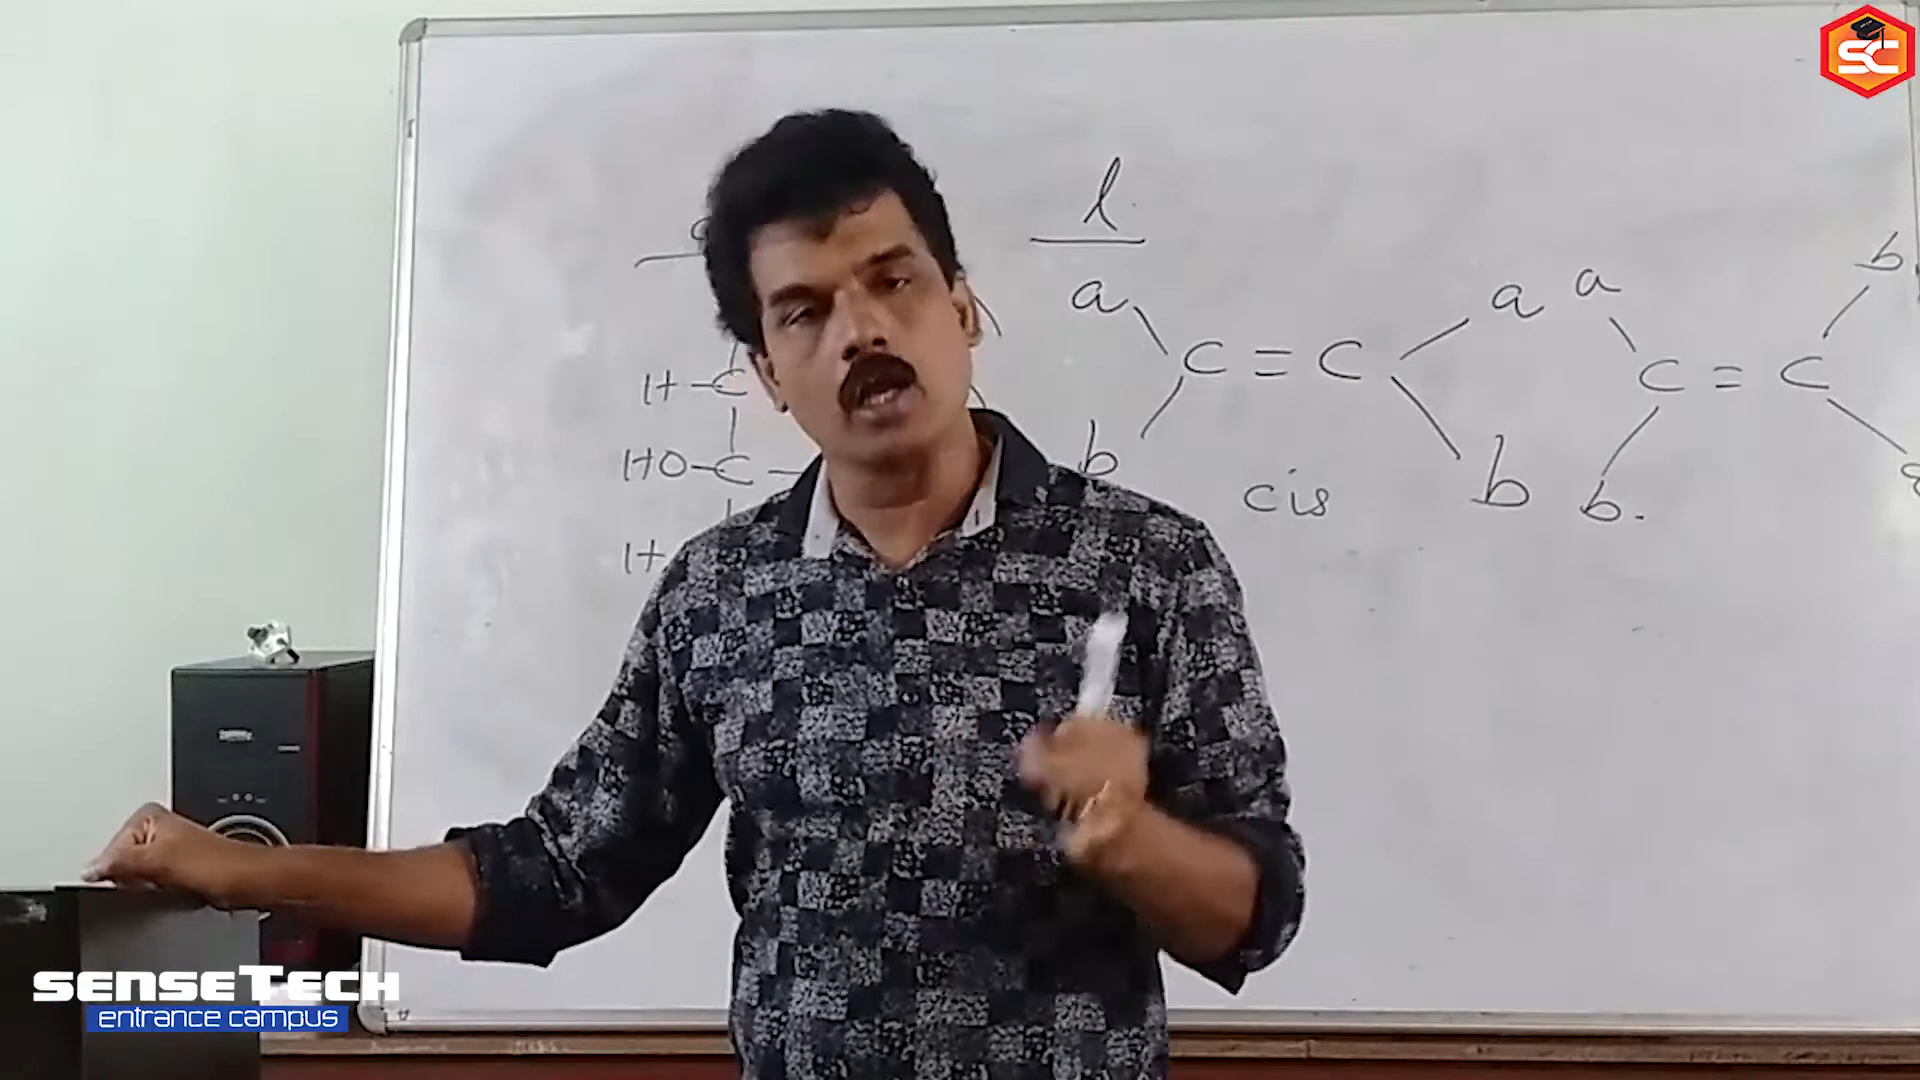 SC
l
a
a
a
b.
C = C
C = C
H-C
b
HO-C-
cis
b
b.
H
SENSETECH
entrance campus